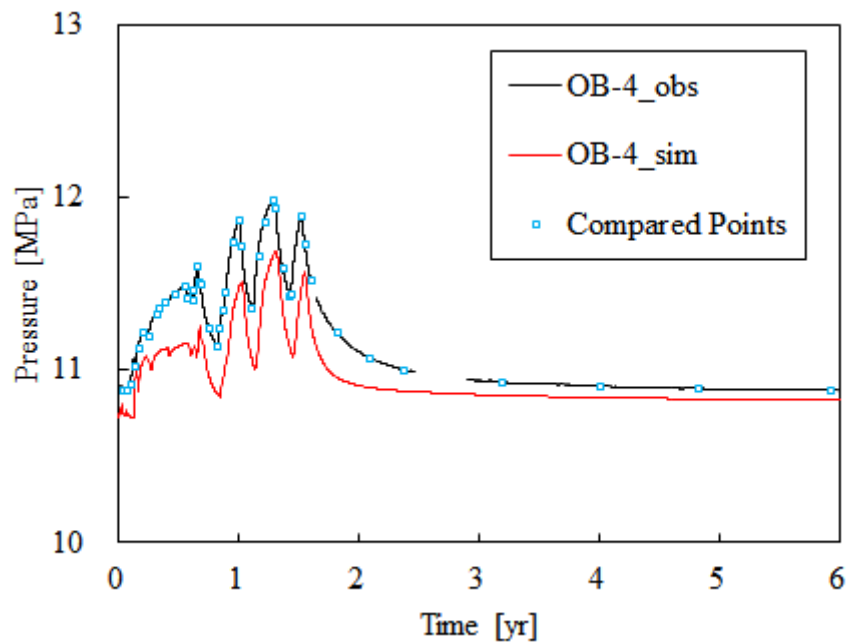 13
12
11
10
Pressure [MPa]
OB-4_obs
OB-4_sim
Compared Points
0 1 2 3 4 5 6
Time [yr]